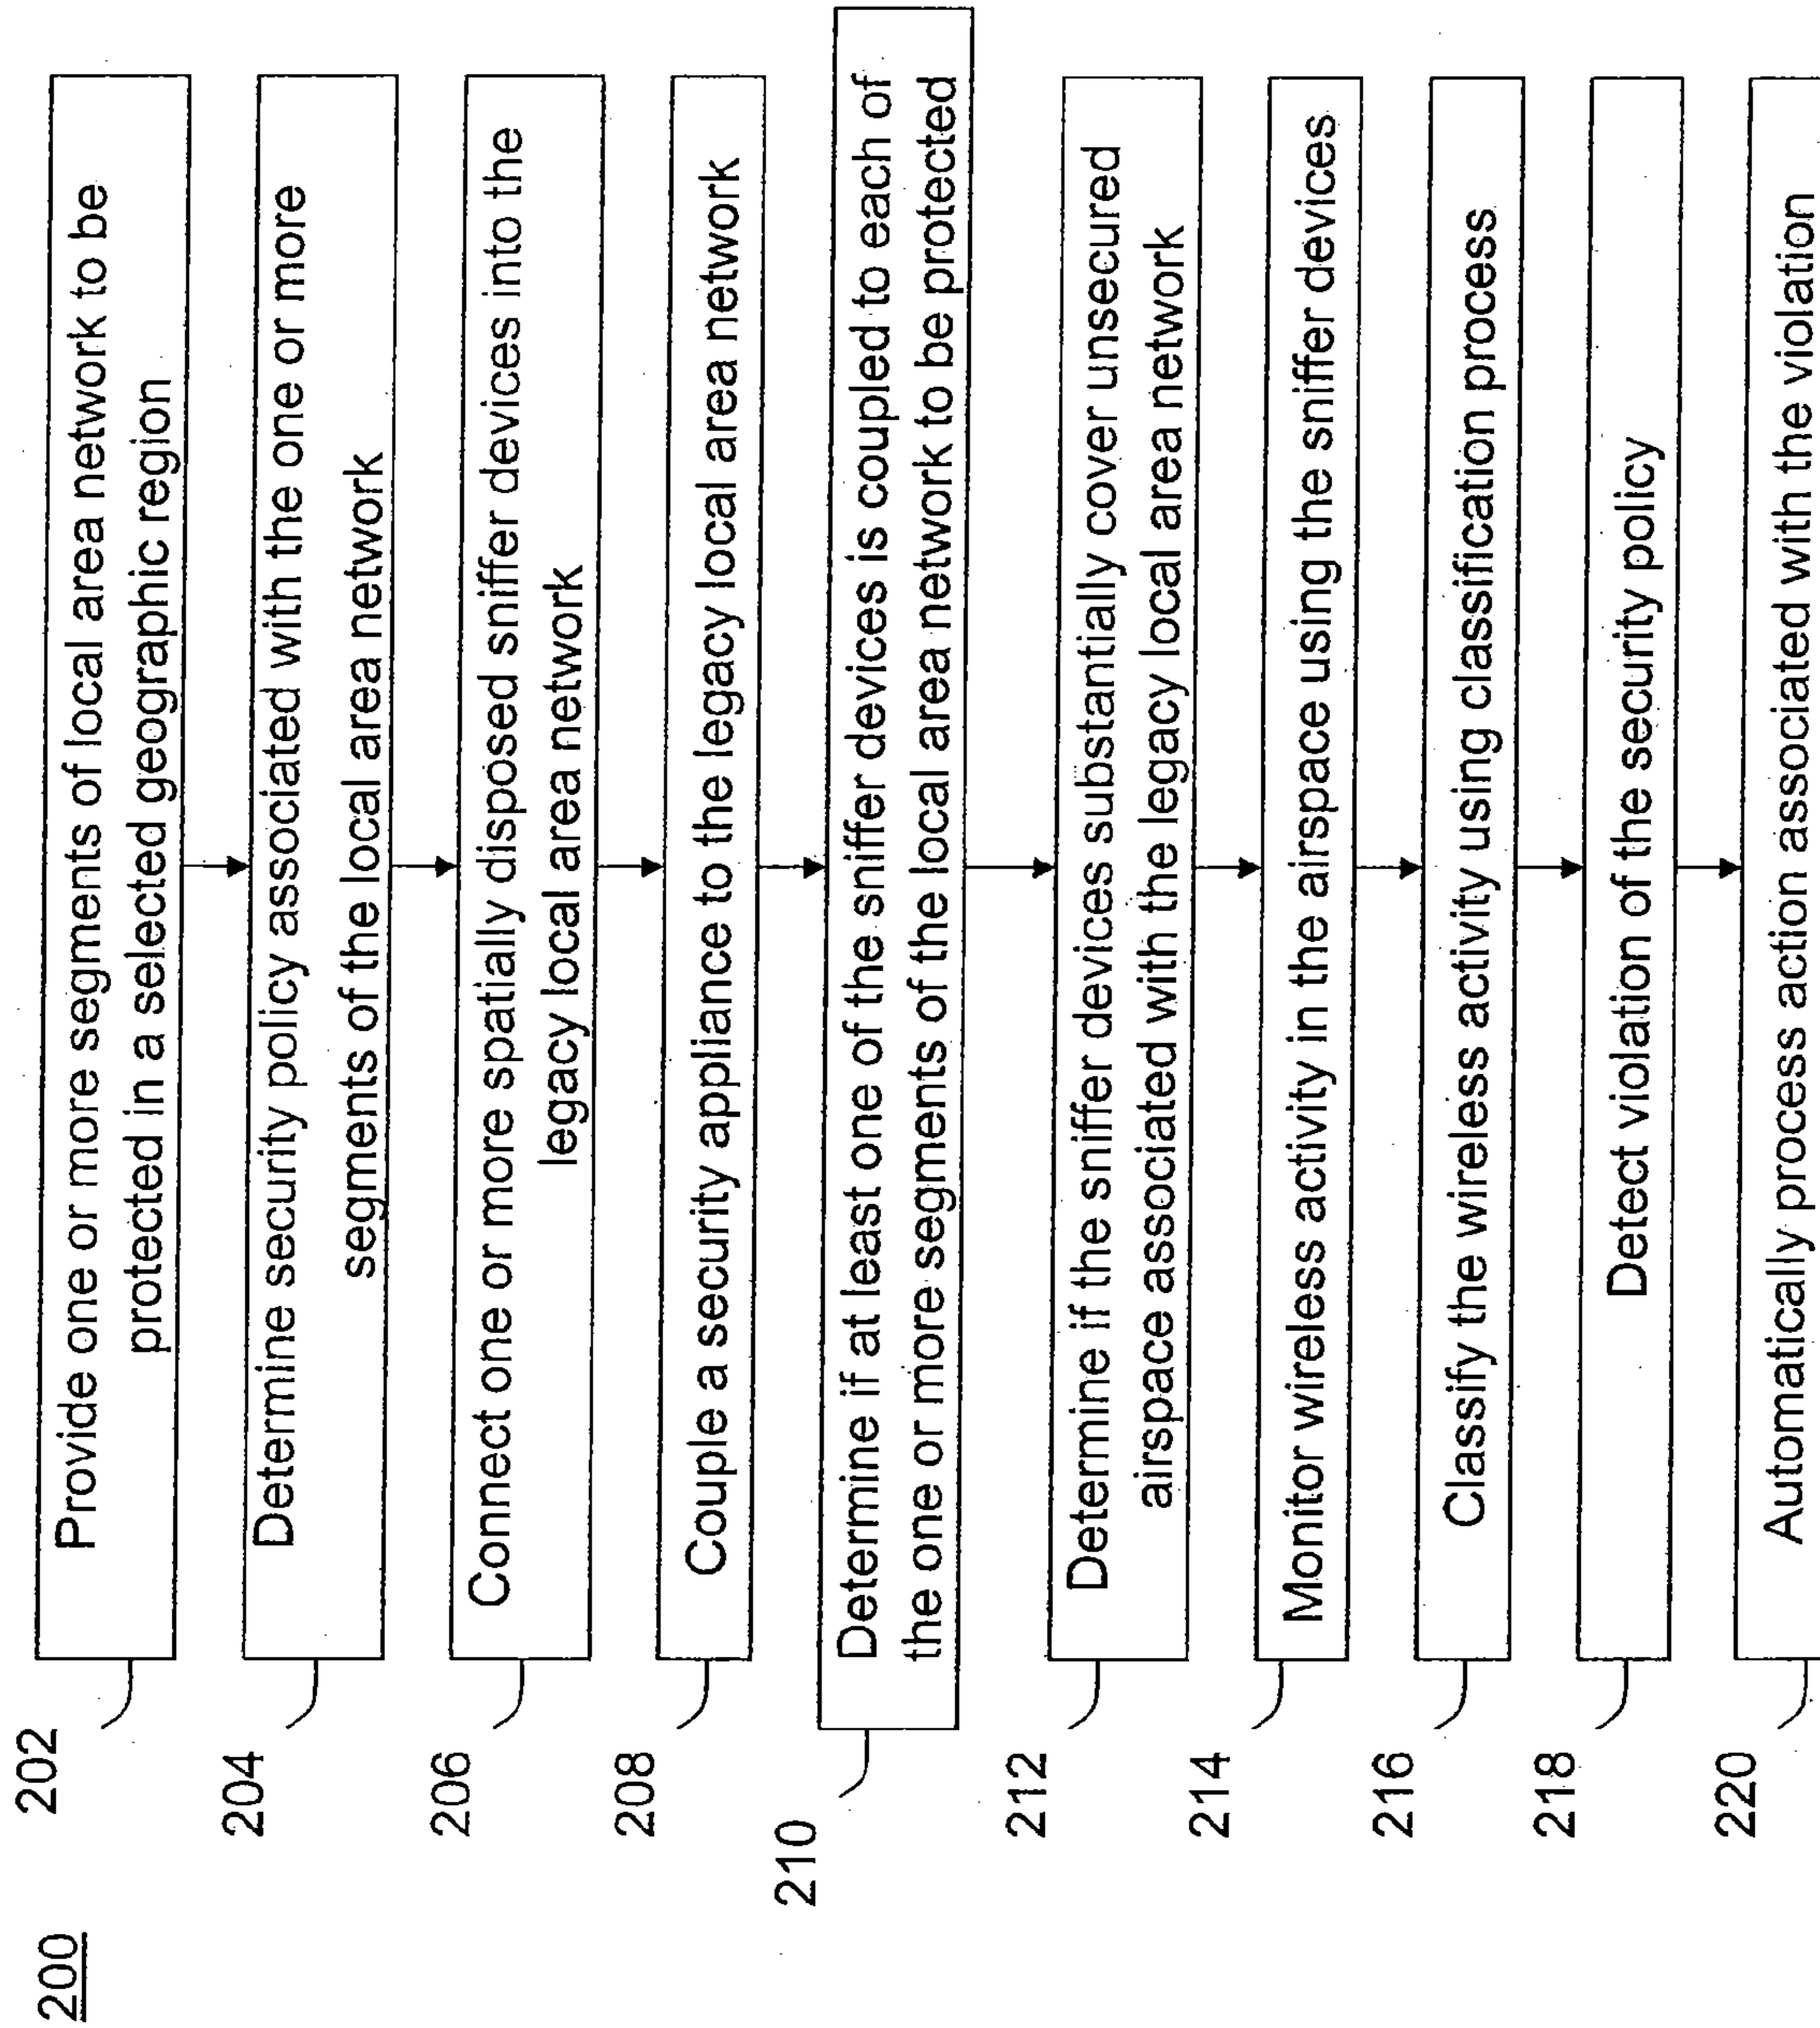 200
202
Provide one or more segments of local area network to be
protected in a selected geographic region
204
Determine security policy associated with the one or more
segments of the local area network
206
Connect one or more spatially disposed sniffer devices into the
legacy local area network
208
Couple a security appliance to the legacy local area network
210
Determine if at least one of the sniffer devices is coupled to each of
the one or more segments of the local area network to be protected
212
Determine if the sniffer devices substantially cover unsecured
airspace associated with the legacy local area network
214
Monitor wireless activity in the airspace using the sniffer devices
216
Classify the wireless activity using classification process
218
Detect violation of the security policy
220
Automatically process action associated with the violation